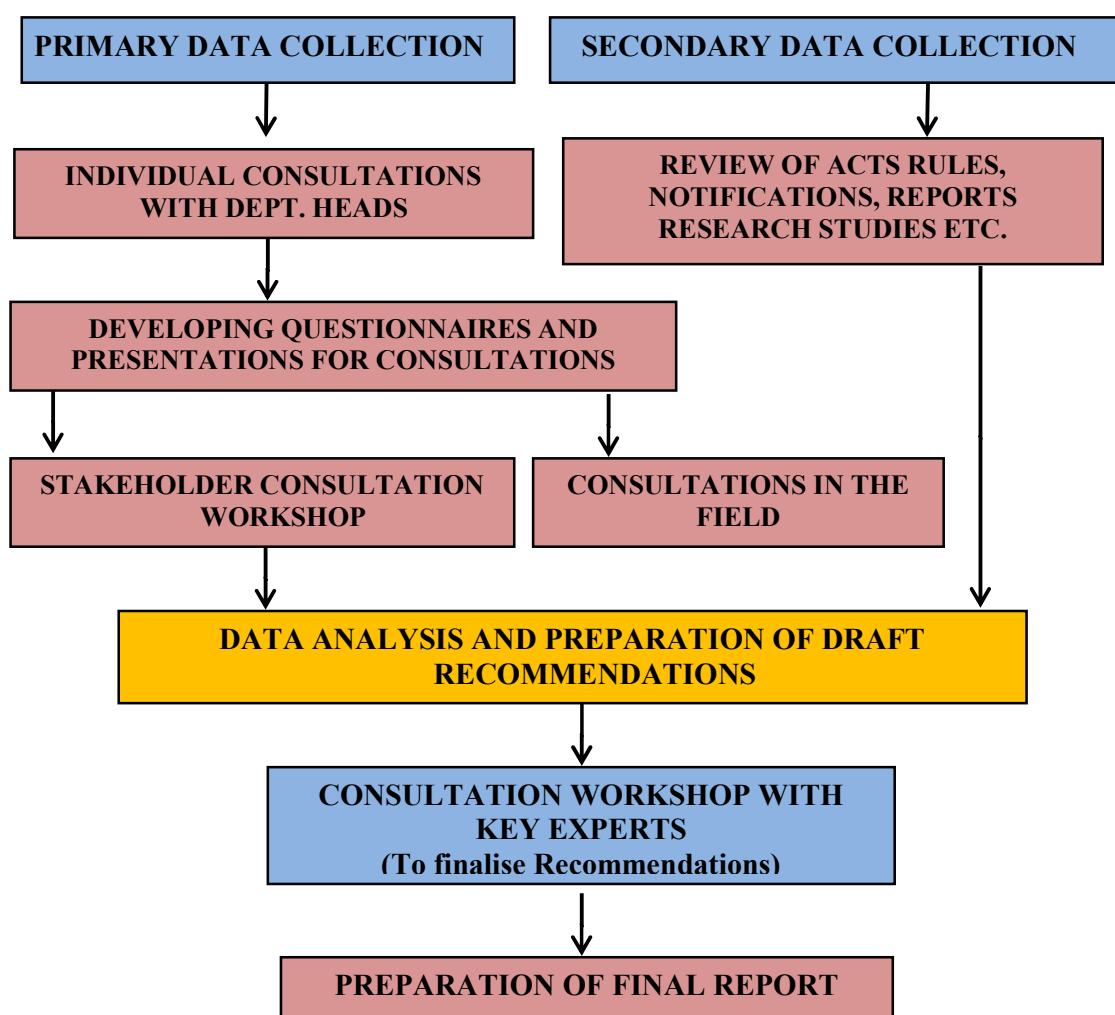 PRIMARY DATA COLLECTION
SECONDARY DATA COLLECTION
INDIVIDUAL CONSULTATIONS
WITH DEPT. HEADS
REVIEW OF ACTS RULES,
NOTIFICATIONS, REPORTS
RESEARCH STUDIES ETC.
DEVELOPING QUESTIONNAIRES AND
PRESENTATIONS FOR CONSULTATIONS
STAKEHOLDER CONSULTATION
WORKSHOP
CONSULTATIONS IN THE
FIELD
DATA ANALYSIS AND PREPARATION OF DRAFT
RECOMMENDATIONS
CONSULTATION WORKSHOP WITH
KEY EXPERTS
(To finalise Recommendations)
PREPARATION OF FINAL REPORT